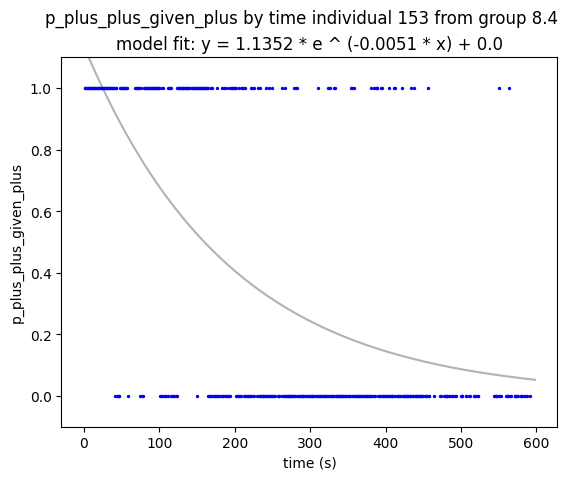 p_plus_plus_given_plus by time individual 153 from group 8.4
model fit: y = 1.1352 * e ^ (-0.0051 * x) + 0.0
p_plus_plus_given_plus
1.0
0.8
0.6
0.4
0.2
0.0
0 100 200 300 400 500 600
time (s)